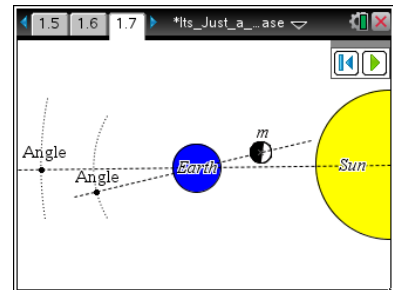 1.5 1.6 1.7 *Its_Just_a_...ase
m
Angle
Earth
Sun
Angle